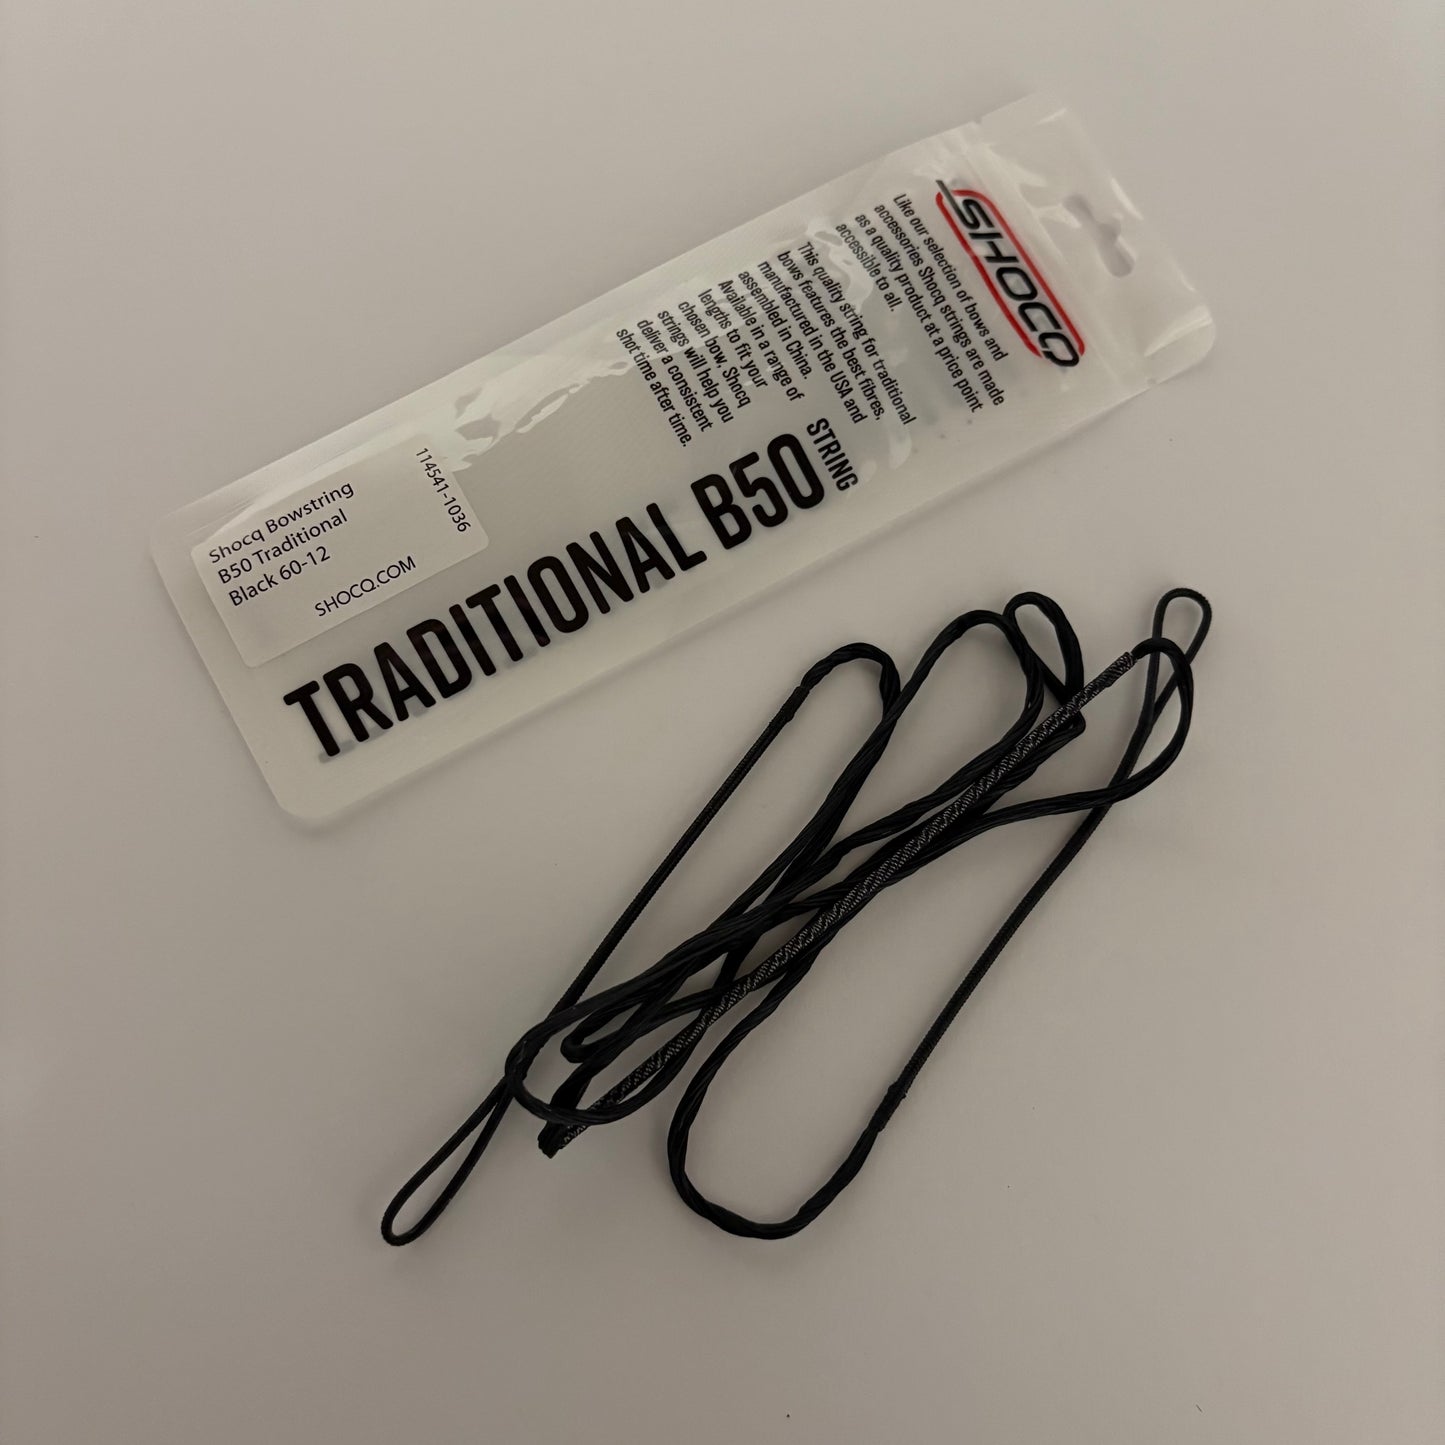 SHOCQ
Like our selection of bows and
accessories Shocq strings are made
as a quality product at a price point
accessible to all.
This quality string for traditional
bows features the best fibres,
manufactured in the USA and
assembled in China.
Available in a range of
lengths to fit your
chosen bow, Shocq
strings will help you
deliver a consistent
shot time after time.
TRADITIONAL B50
STRING
Shocq Bowstring
B50 Traditional
Black 60-12
SHOCQ.COM
114541-1036